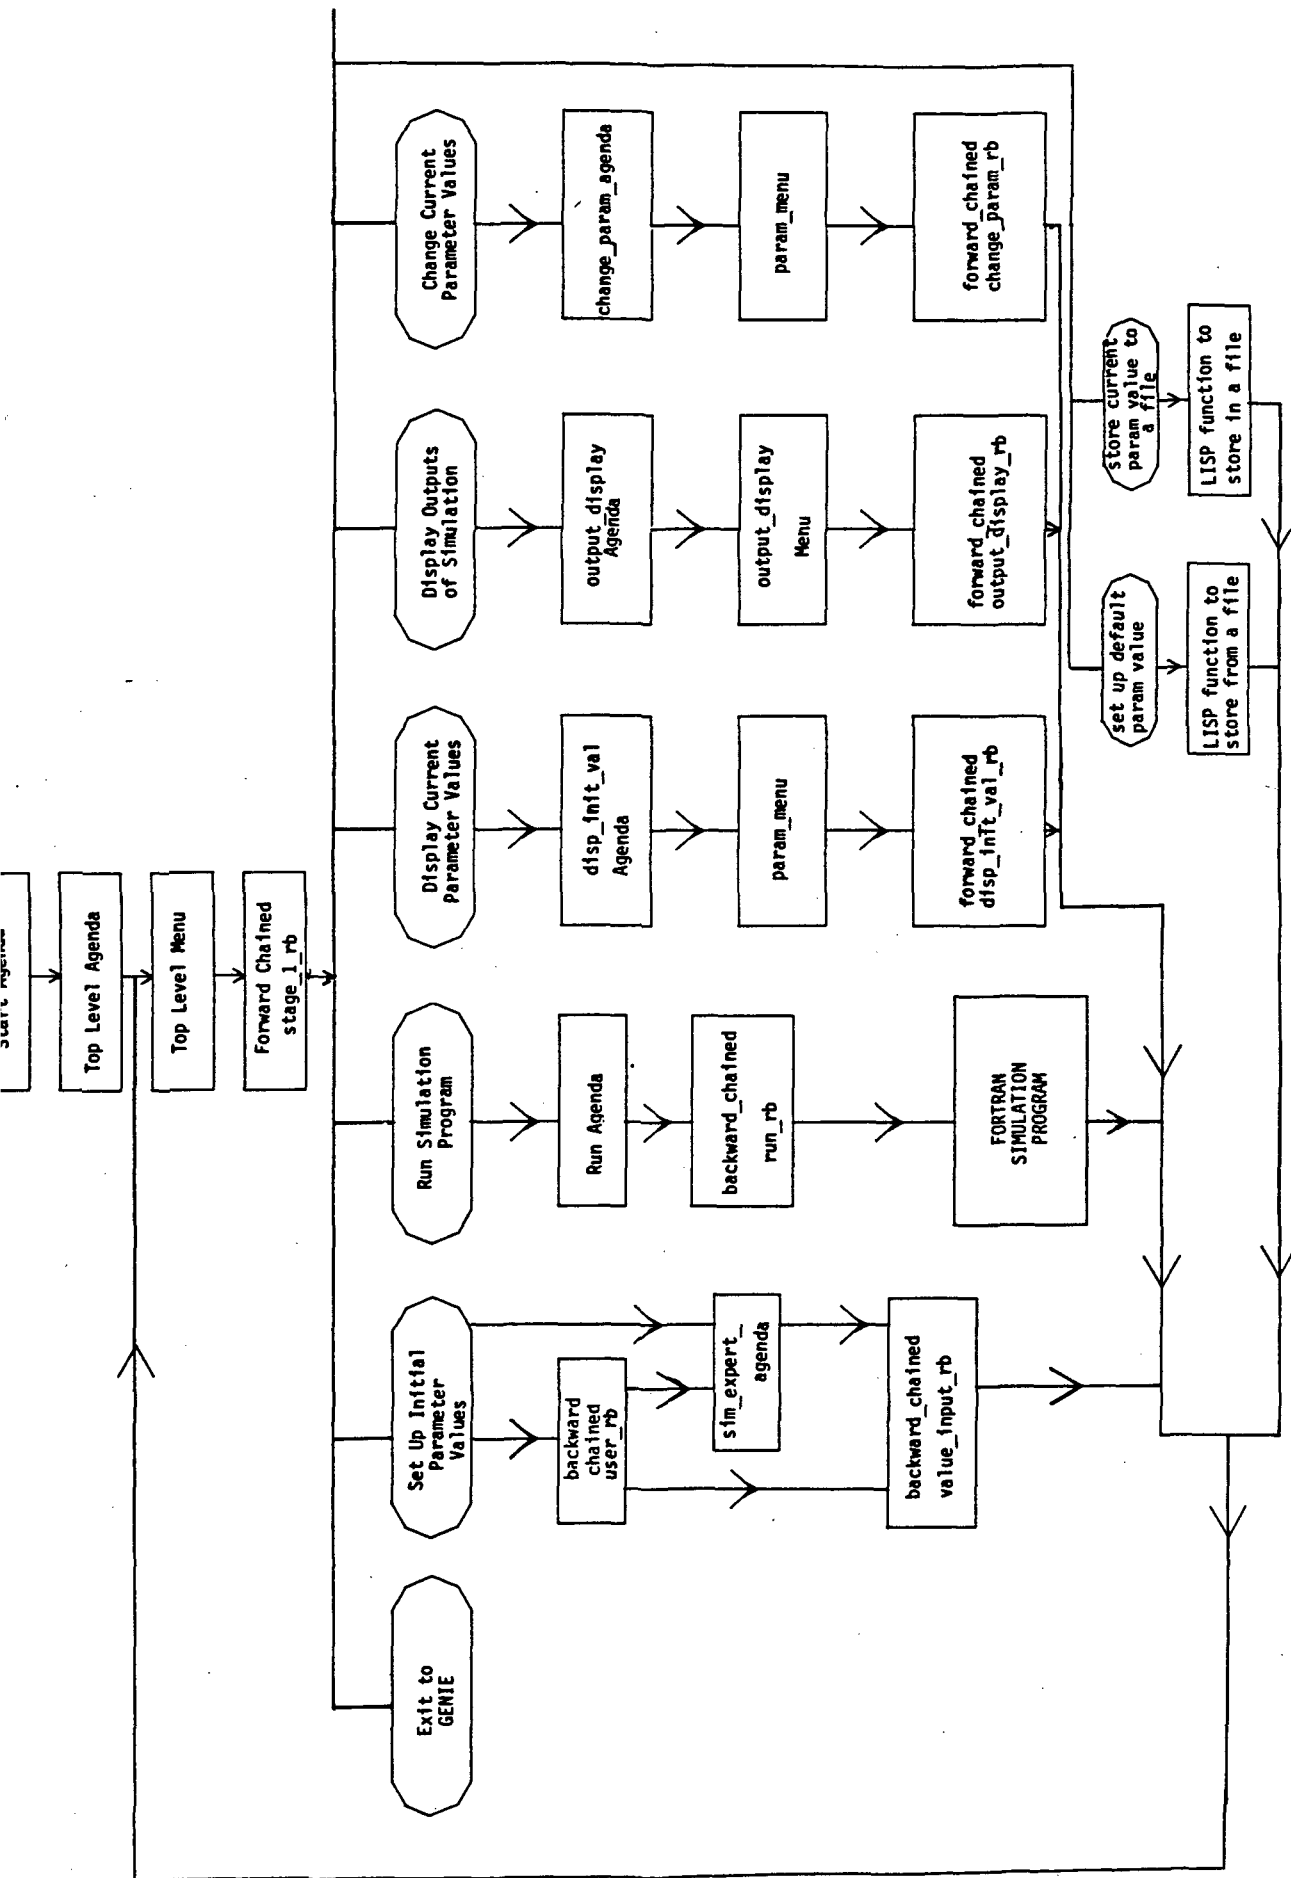 Start Agenda
Top Level Agenda
Top Level Menu
Forward Chained
stage_1_rb
Exit to
GENIE
Set Up Initial
Parameter
Values
backward
chained
user_rb
sim_expert_
agenda
backward_chained
value_input_rb
Run Simulation
Program
Run Agenda
backward_chained
run_rb
FORTRAN
SIMULATION
PROGRAM
Display Current
Parameter Values
disp_init_val
Agenda
param_menu
forward_chained
disp_init_val_rb
Display Outputs
of Simulation
output_display
Agenda
output_display
Menu
forward_chained
output_display_rb
Change Current
Parameter Values
change_param_agenda
param_menu
forward_chained
change_param_rb
set up default
param value
LISP function to
store from a file
store current
param value to
a file
LISP function to
store in a file